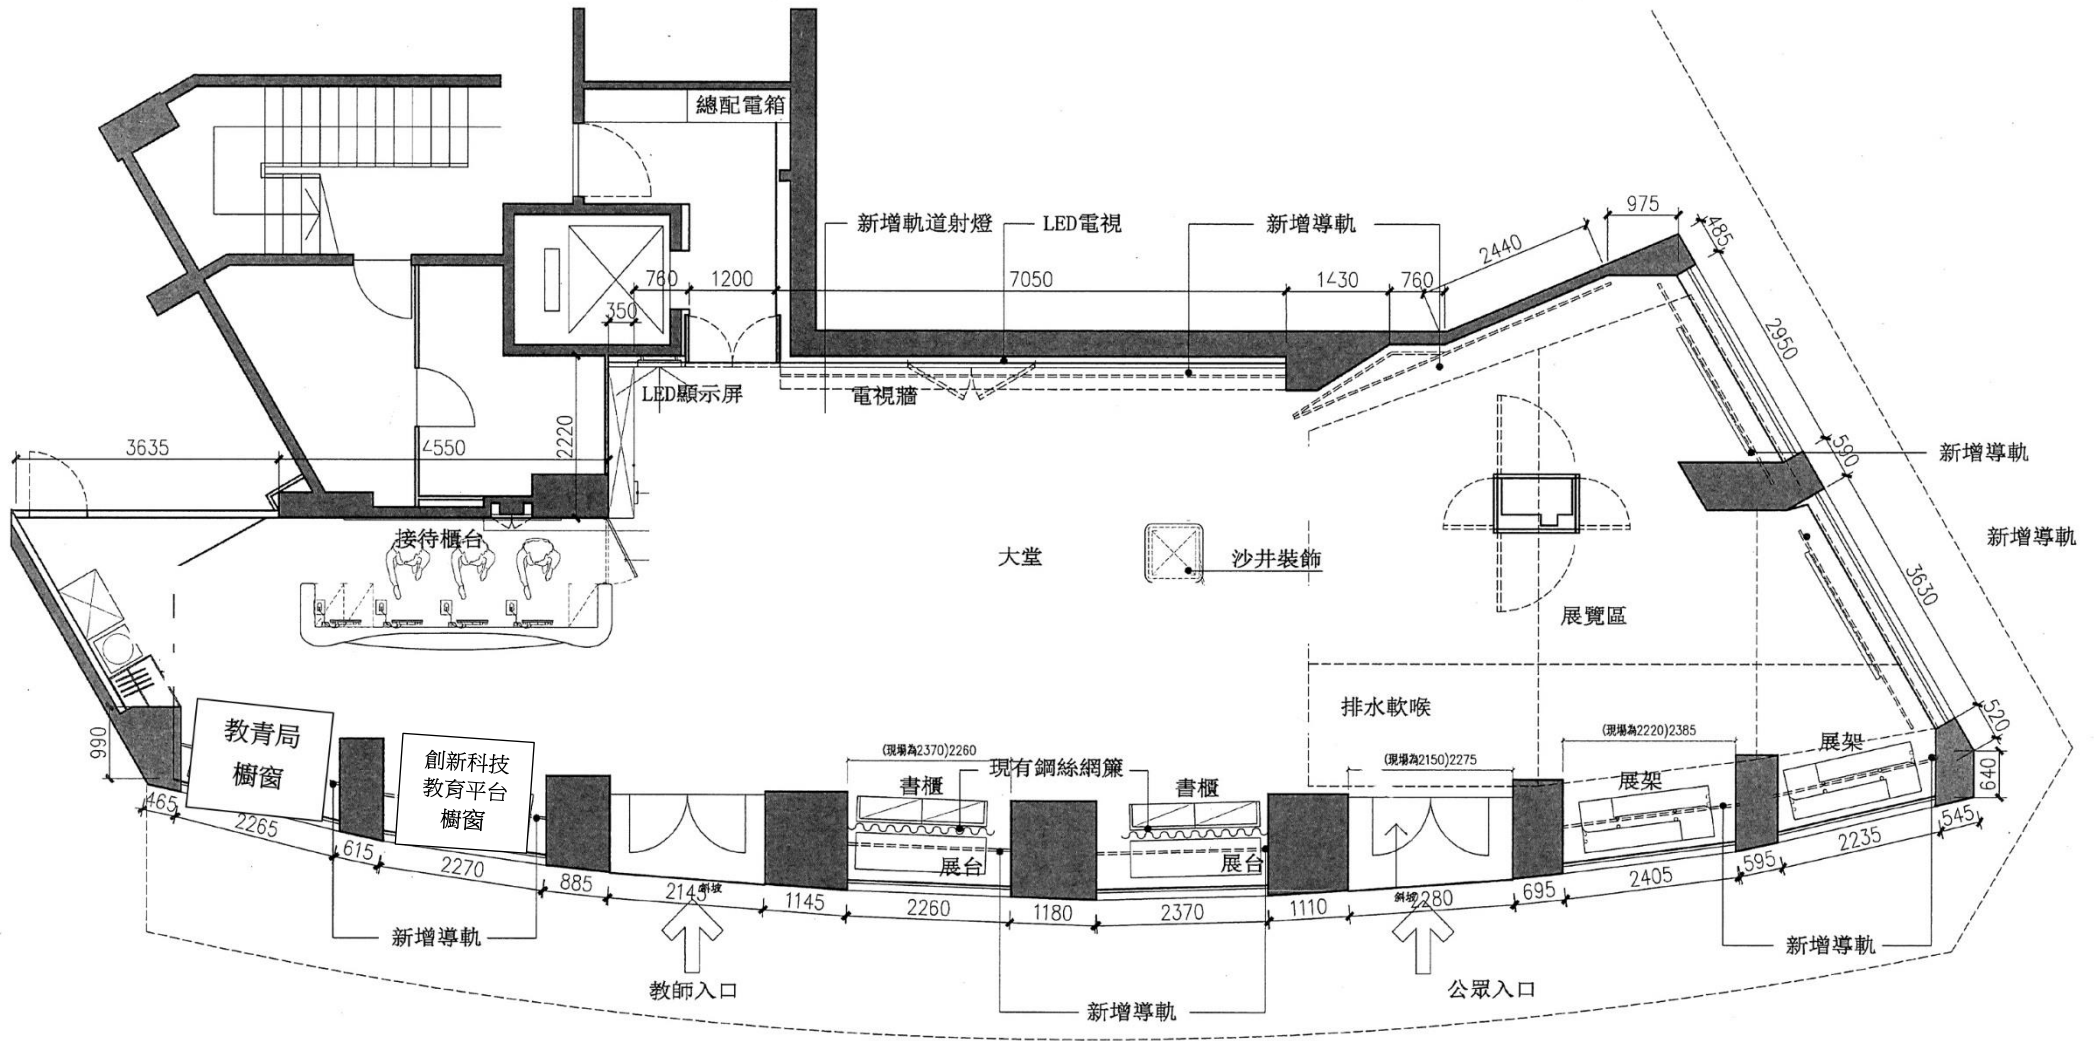 總配電箱
新增軌道射燈
LED電視
新增導軌
975
485
2440
760
1200
7050
1430
760
350
2950
LED顯示屏
電視牆
2220
3635
4550
590
新增導軌
接待櫃台
大堂
沙井裝飾
新增導軌
3630
展覽區
排水軟喉
520
990
教青局
櫥窗
創新科技
教育平台
櫥窗
(現場為2370)2260
現有鋼絲網簾
書櫃
書櫃
(現場為2150)2275
(現場為2220)2385
展架
展架
640
465
2265
615
2270
885
2145
斜坡
1145
展台
2260
1180
展台
2370
1110
斜坡
2280
695
2405
595
2235
545
新增導軌
教師入口
新增導軌
公眾入口
新增導軌